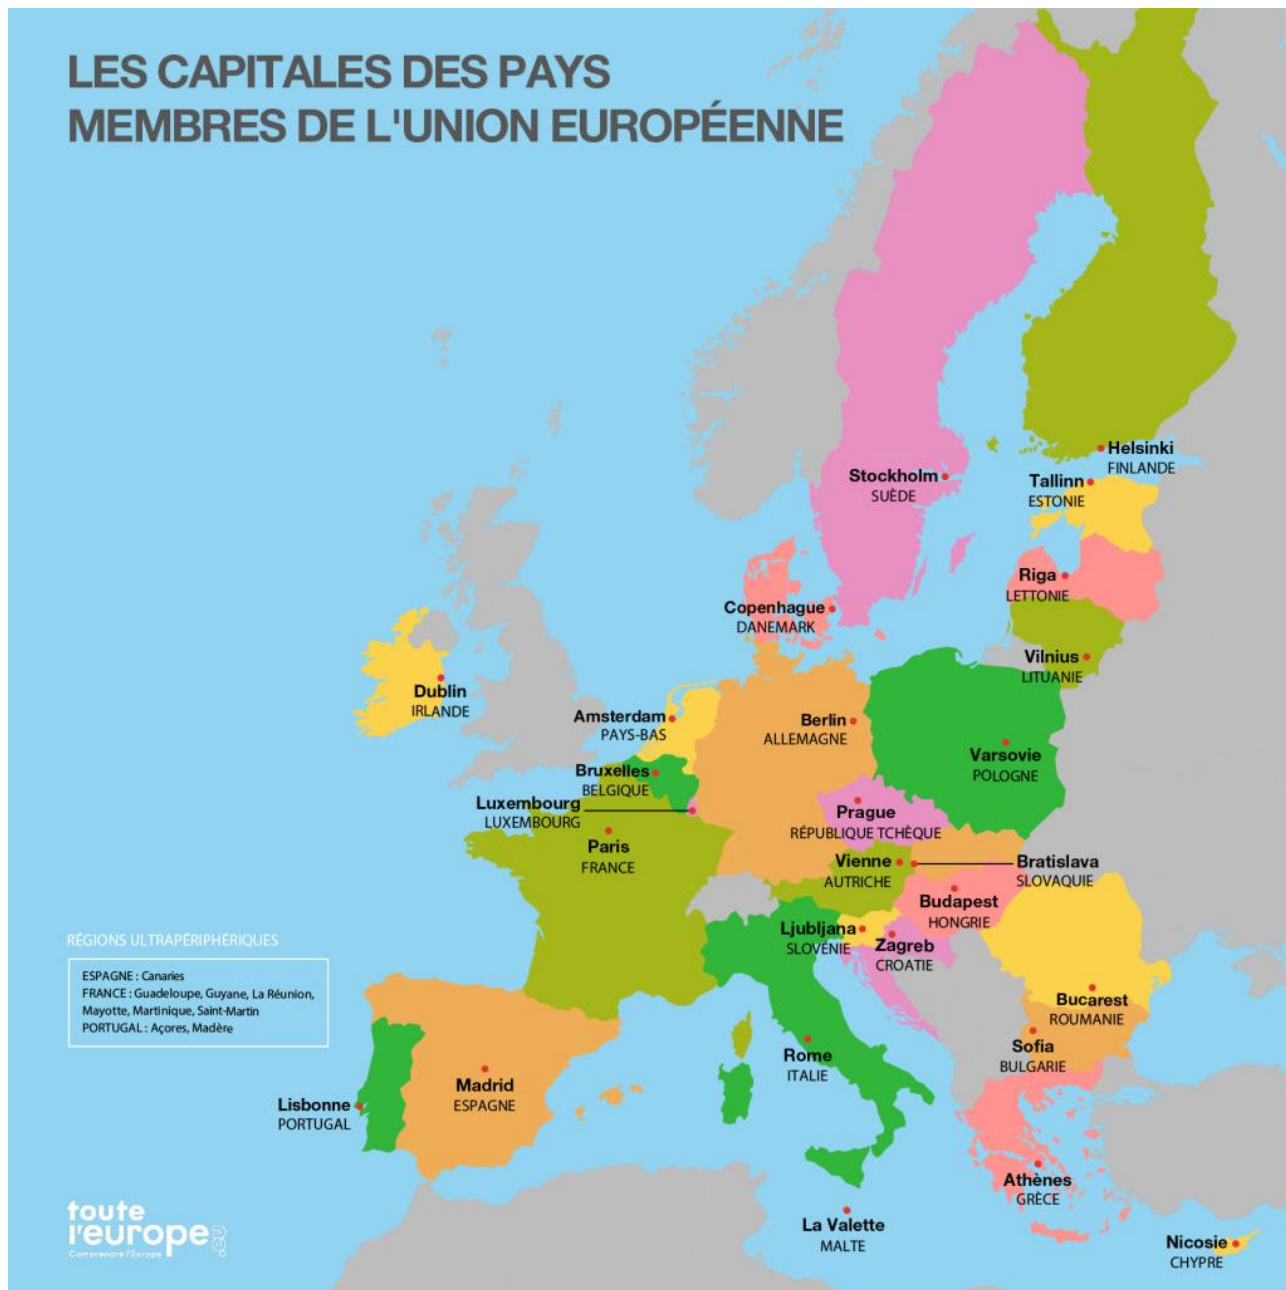 LES CAPITALES DES PAYS
MEMBRES DE L'UNION EUROPÉENNE
Helsinki
FINLANDE
Stockholm
SUÈDE
Tallinn
ESTONIE
Riga
LETTONIE
Copenhague
DANEMARK
Vilnius
LITUANIE
Dublin
IRLANDE
Amsterdam
PAYS-BAS
Berlin
ALLEMAGNE
Varsovie
POLOGNE
Bruxelles
BELGIQUE
Luxembourg
LUXEMBOURG
Prague
RÉPUBLIQUE TCHÈQUE
Paris
FRANCE
Vienne
AUTRICHE
Bratislava
SLOVAQUIE
Budapest
HONGRIE
Ljubljana
SLOVÉNIE
Zagreb
CROATIE
RÉGIONS ULTRAPÉRIPHÉRIQUES
ESPAGNE : Canaries
FRANCE : Guadeloupe, Guyane, La Réunion,
Mayotte, Martinique, Saint-Martin
PORTUGAL : Açores, Madère
Bucarest
ROUMANIE
Sofia
BULGARIE
Rome
ITALIE
Madrid
ESPAGNE
Lisbonne
PORTUGAL
Athènes
GRÈCE
La Valette
MALTE
Nicosie
CHYPRE
toute
l'europe.eu
Comprendre l'Europe